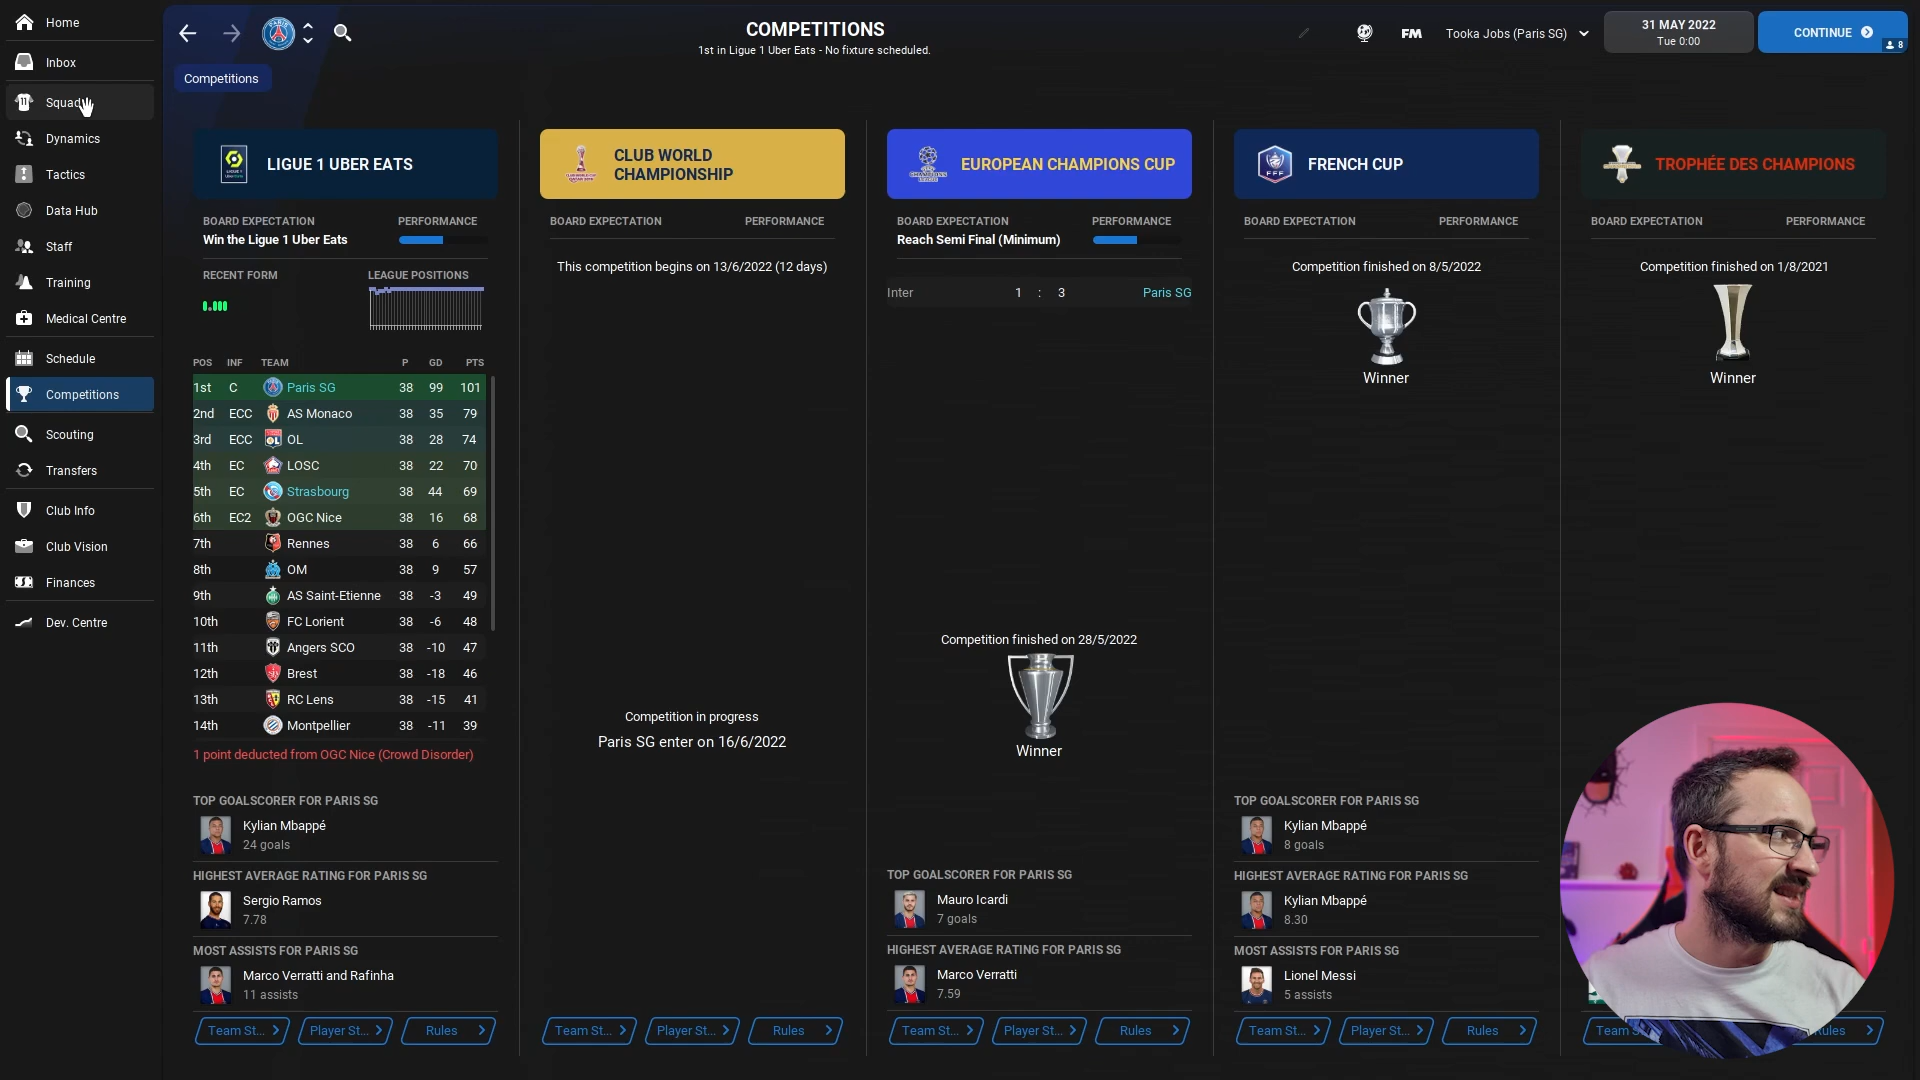 Home
Inbox
Squad
Dynamics
Tactics
Data Hub
Staff
Training
Medical Centre
Schedule
Competitions
Scouting
Transfers
Club Info
Club Vision
Finances
Dev. Centre
COMPETITIONS
1st in Ligue 1 Uber Eats - No fixture scheduled.
FM
Tooka Jobs (Paris SG)
31 MAY 2022
Tue 0:00
CONTINUE
8
Competitions
LIGUE 1 UBER EATS
BOARD EXPECTATION PERFORMANCE
Win the Ligue 1 Uber Eats
RECENT FORM LEAGUE POSITIONS
POS INF TEAM P GD PTS
1st C Paris SG 38 99 101
2nd ECC AS Monaco 38 35 79
3rd ECC OL 38 28 74
4th EC LOSC 38 22 70
5th EC Strasbourg 38 44 69
6th EC2 OGC Nice 38 16 68
7th Rennes 38 6 66
8th OM 38 9 57
9th AS Saint-Etienne 38 -3 49
10th FC Lorient 38 -6 48
11th Angers SCO 38 -10 47
12th Brest 38 -18 46
13th RC Lens 38 -15 41
14th Montpellier 38 -11 39
1 point deducted from OGC Nice (Crowd Disorder)
TOP GOALSCORER FOR PARIS SG
Kylian Mbappé
24 goals
HIGHEST AVERAGE RATING FOR PARIS SG
Sergio Ramos
7.78
MOST ASSISTS FOR PARIS SG
Marco Verratti and Rafinha
11 assists
Team St... Player St... Rules
CLUB WORLD
CHAMPIONSHIP
BOARD EXPECTATION PERFORMANCE
This competition begins on 13/6/2022 (12 days)
Competition in progress
Paris SG enter on 16/6/2022
Team St... Player St... Rules
EUROPEAN CHAMPIONS CUP
BOARD EXPECTATION PERFORMANCE
Reach Semi Final (Minimum)
Inter 1 : 3 Paris SG
Competition finished on 28/5/2022
Winner
TOP GOALSCORER FOR PARIS SG
Mauro Icardi
7 goals
HIGHEST AVERAGE RATING FOR PARIS SG
Marco Verratti
7.59
Team St... Player St... Rules
FRENCH CUP
BOARD EXPECTATION PERFORMANCE
Competition finished on 8/5/2022
Winner
TOP GOALSCORER FOR PARIS SG
Kylian Mbappé
8 goals
HIGHEST AVERAGE RATING FOR PARIS SG
Kylian Mbappé
8.30
MOST ASSISTS FOR PARIS SG
Lionel Messi
5 assists
Team St... Player St... Rules
TROPHÉE DES CHAMPIONS
BOARD EXPECTATION PERFORMANCE
Competition finished on 1/8/2021
Winner
Team Rules